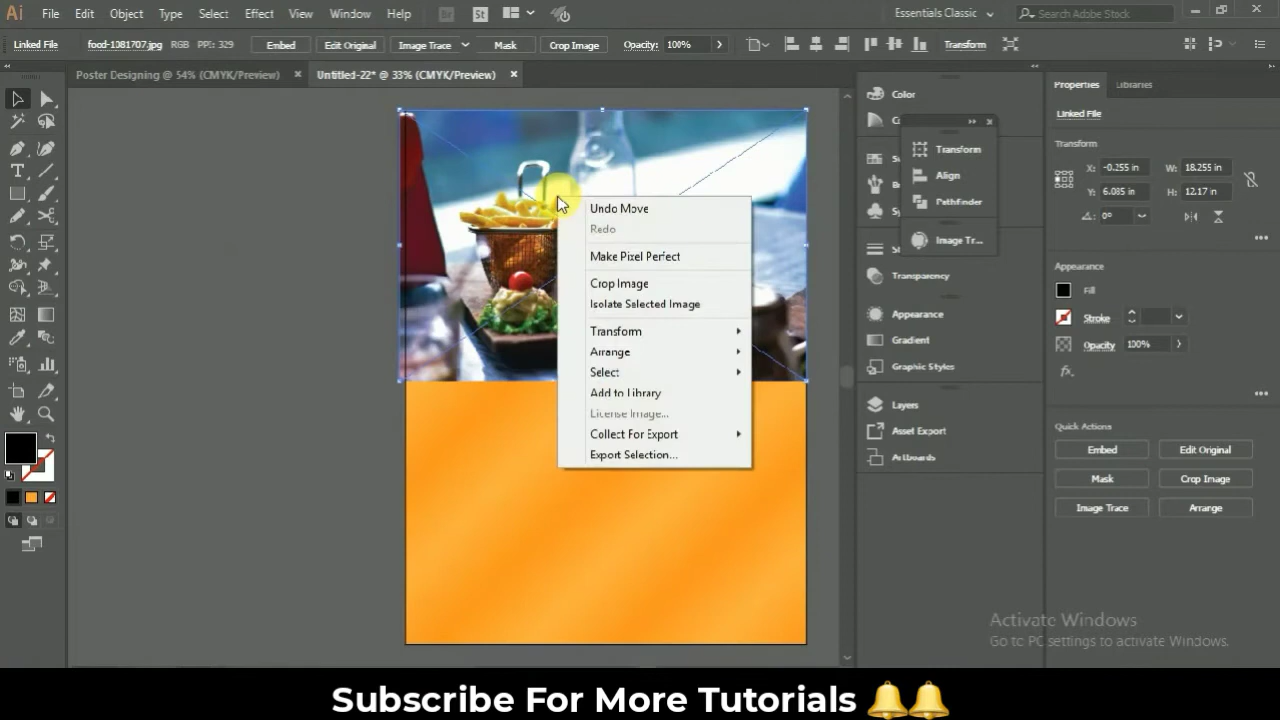 Ai File Edit Object Type Select Effect View Window Help Br St Essentials Classic Search Adobe Stock
Linked File food-1081707.jpg RGB PPI: 329 Embed Edit Original Image Trace Mask Crop Image Opacity: 100% Transform
Poster Designing @ 54% (CMYK/Preview) × Untitled-22* @ 33% (CMYK/Preview) ×
Color
Transform
Align
Pathfinder
Image Tr...
Transparency
Appearance
Gradient
Graphic Styles
Layers
Asset Export
Artboards
Undo Move
Redo
Make Pixel Perfect
Crop Image
Isolate Selected Image
Transform
Arrange
Select
Add to Library
License Image...
Collect For Export
Export Selection...
Properties Libraries
Linked File
Transform
X: -0.255 in W: 18.255 in
Y: 6.085 in H: 12.17 in
0°
Appearance
Fill
Stroke
Opacity 100%
fx.
Quick Actions
Embed Edit Original
Mask Crop Image
Image Trace Arrange
Activate Windows
Go to PC settings to activate Windows.
Subscribe For More Tutorials 🔔🔔